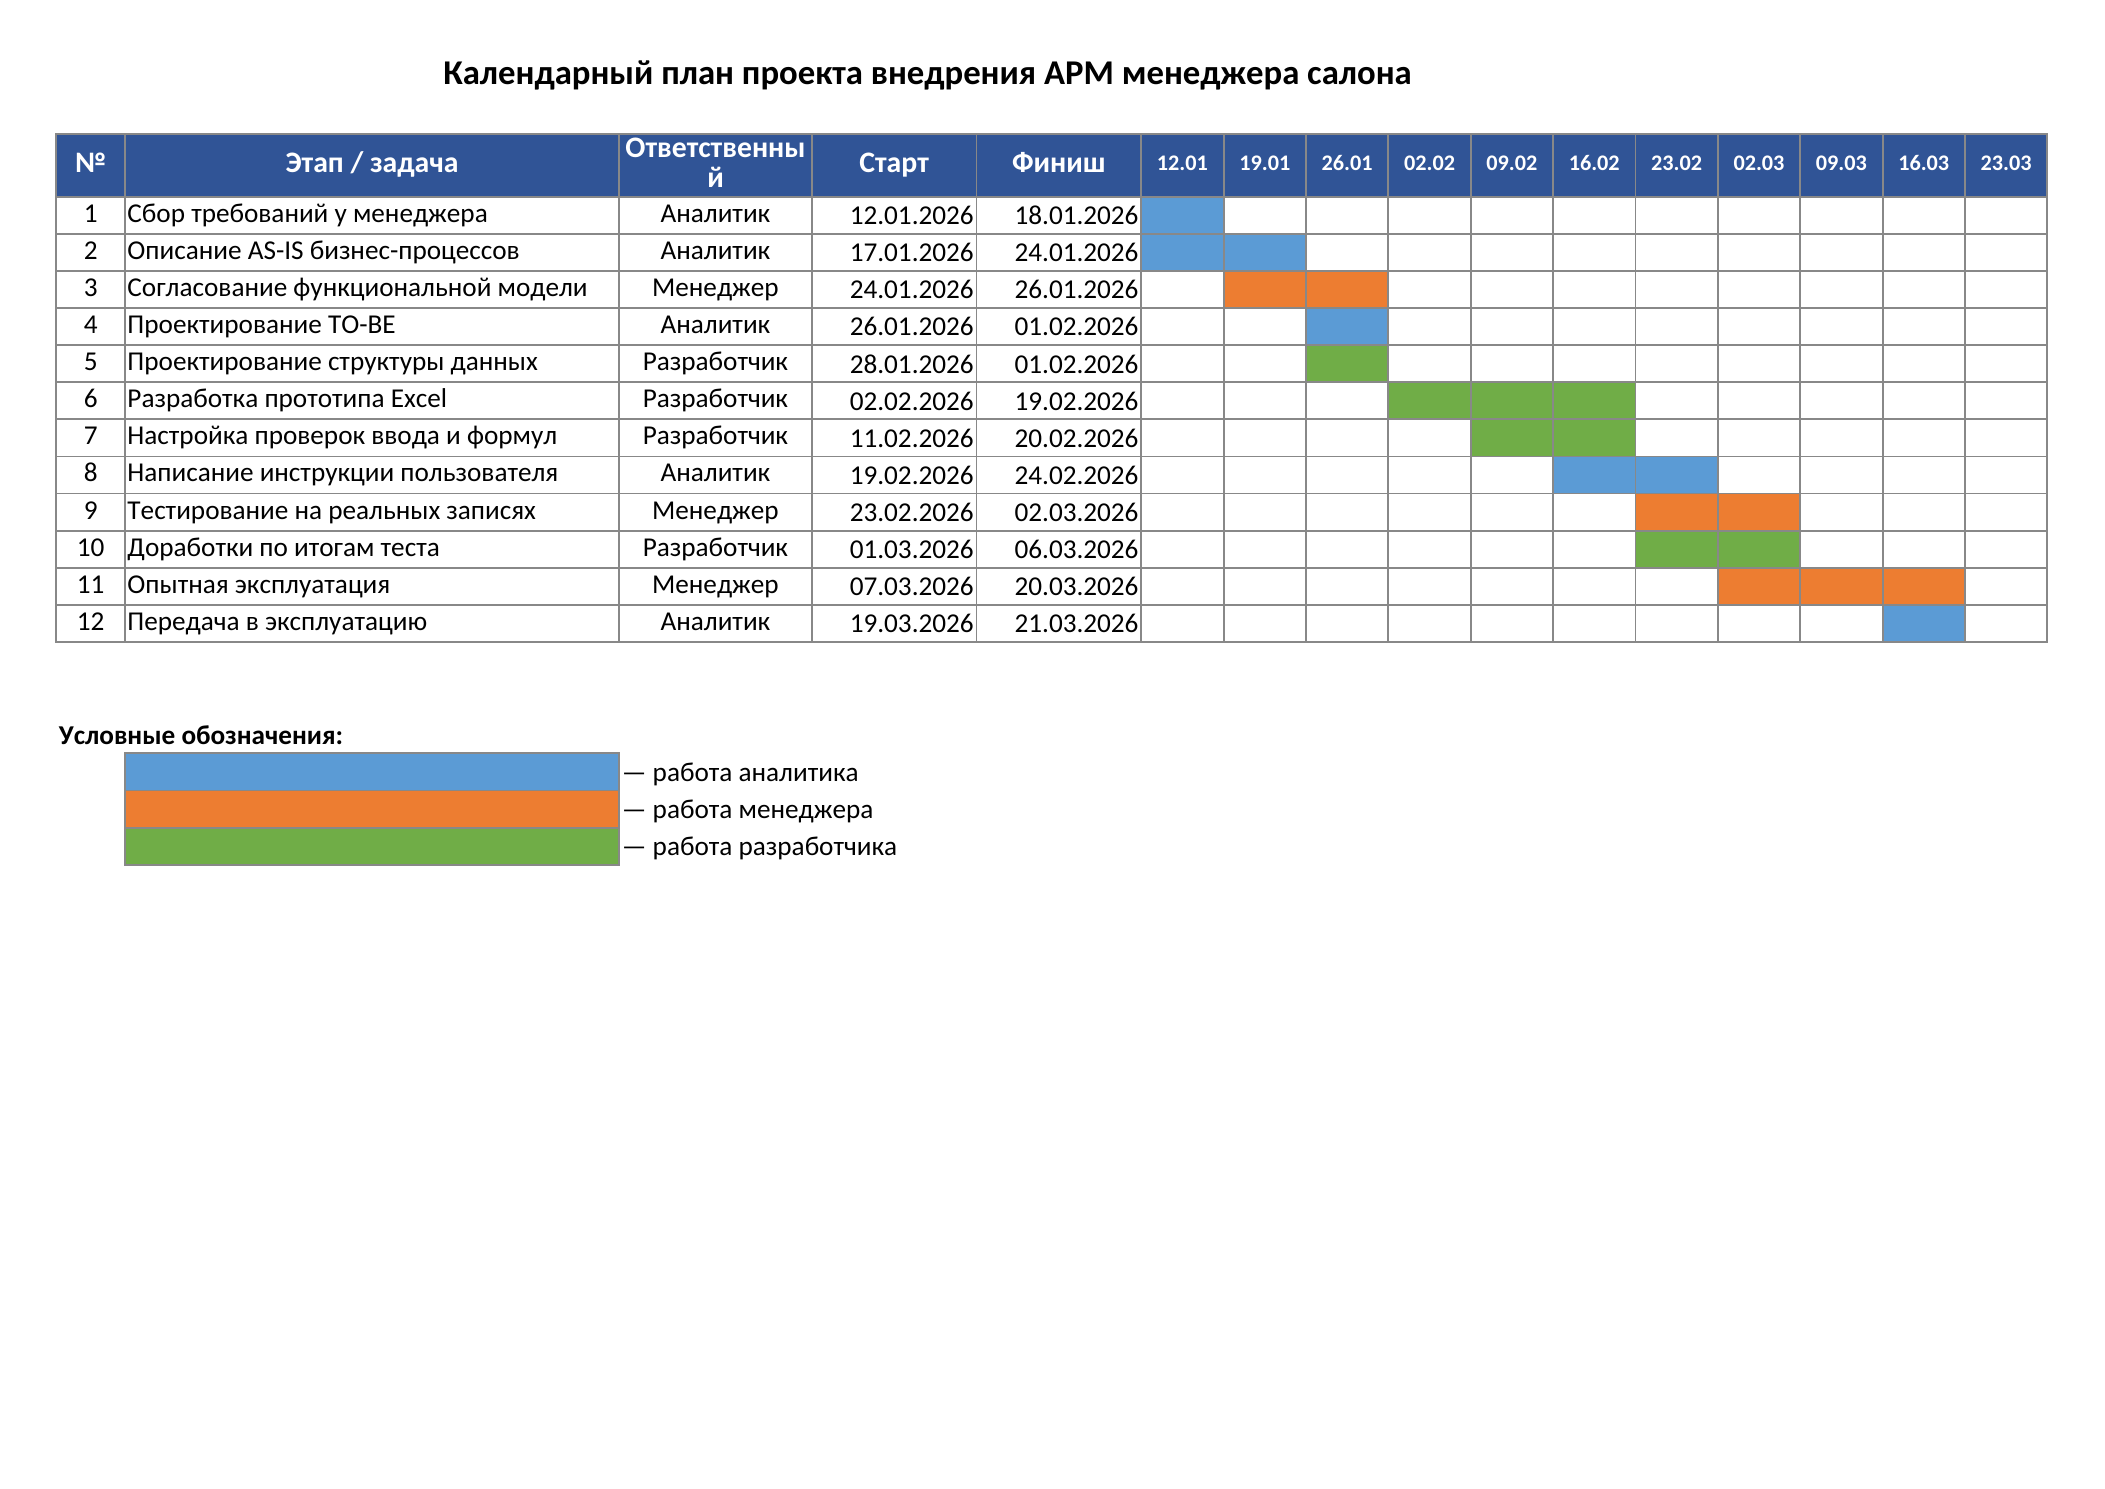 Календарный план проекта внедрения АРМ менеджера салона
№ Этап / задача Ответственны
й Старт Финиш 12.01 19.01 26.01 02.02 09.02 16.02 23.02 02.03 09.03 16.03 23.03
1 Сбор требований у менеджера Аналитик 12.01.2026 18.01.2026
2 Описание AS-IS бизнес-процессов Аналитик 17.01.2026 24.01.2026
3 Согласование функциональной модели Менеджер 24.01.2026 26.01.2026
4 Проектирование TO-BE Аналитик 26.01.2026 01.02.2026
5 Проектирование структуры данных Разработчик 28.01.2026 01.02.2026
6 Разработка прототипа Excel Разработчик 02.02.2026 19.02.2026
7 Настройка проверок ввода и формул Разработчик 11.02.2026 20.02.2026
8 Написание инструкции пользователя Аналитик 19.02.2026 24.02.2026
9 Тестирование на реальных записях Менеджер 23.02.2026 02.03.2026
10 Доработки по итогам теста Разработчик 01.03.2026 06.03.2026
11 Опытная эксплуатация Менеджер 07.03.2026 20.03.2026
12 Передача в эксплуатацию Аналитик 19.03.2026 21.03.2026
Условные обозначения:
— работа аналитика
— работа менеджера
— работа разработчика